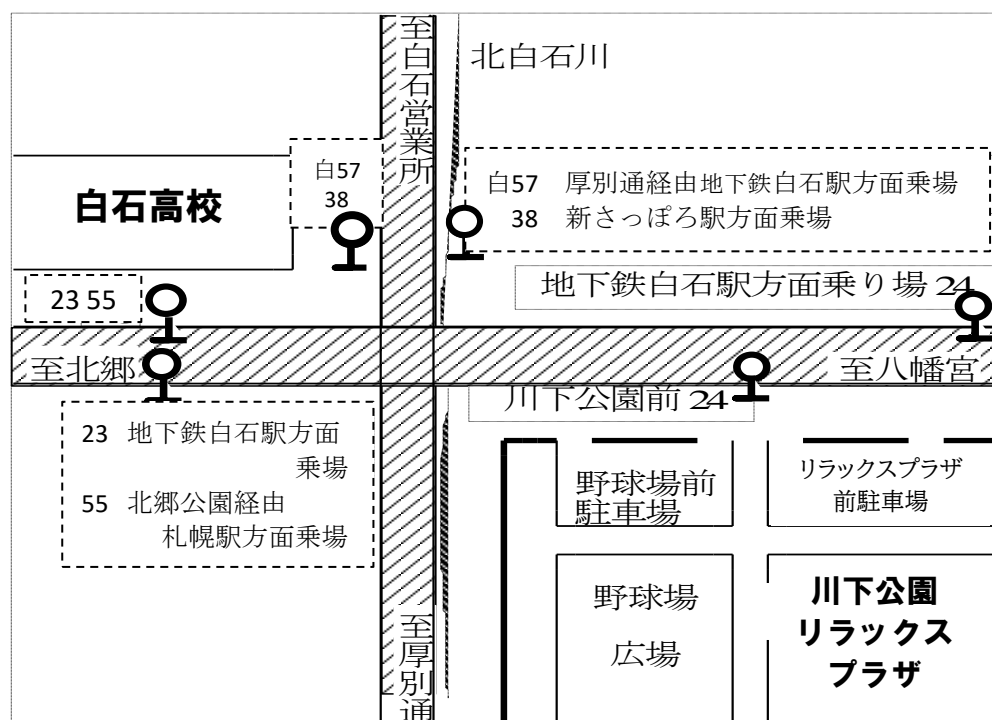 至白石営業所
北白石川
白57
38
白石高校
白57 厚別通経由地下鉄白石駅方面乗場
38 新さっぽろ駅方面乗場
地下鉄白石駅方面乗り場 24
23 55
至北郷
至八幡宮
川下公園前 24
23 地下鉄白石駅方面
乗場
55 北郷公園経由
札幌駅方面乗場
野球場前
駐車場
リラックスプラザ
前駐車場
野球場
広場
川下公園
リラックス
プラザ
至厚別通